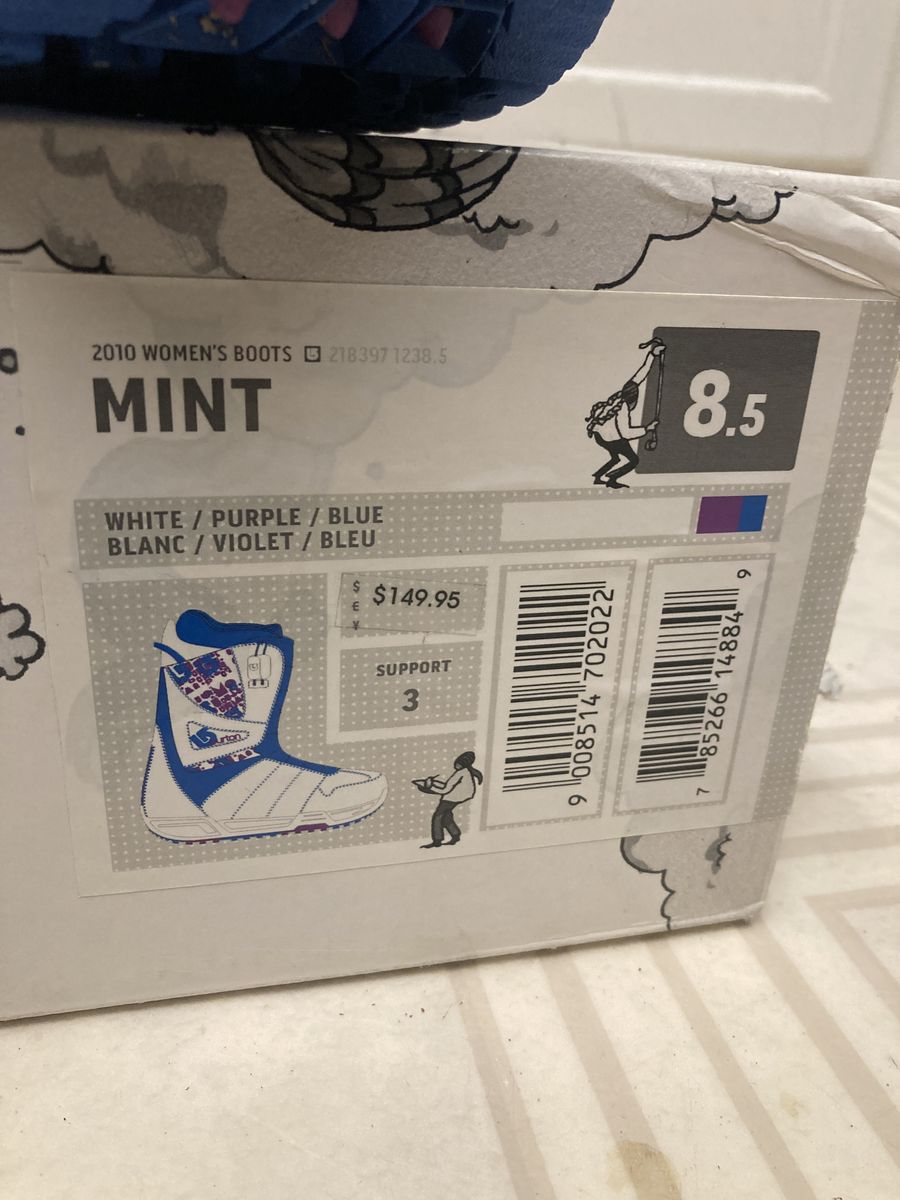 2010 WOMEN'S BOOTS 218397 1238.5
MINT
8.5
WHITE / PURPLE / BLUE
BLANC / VIOLET / BLEU
$
€
¥
$149.95
SUPPORT
3
Burton
9 008514 702022
7 85266 14884 9